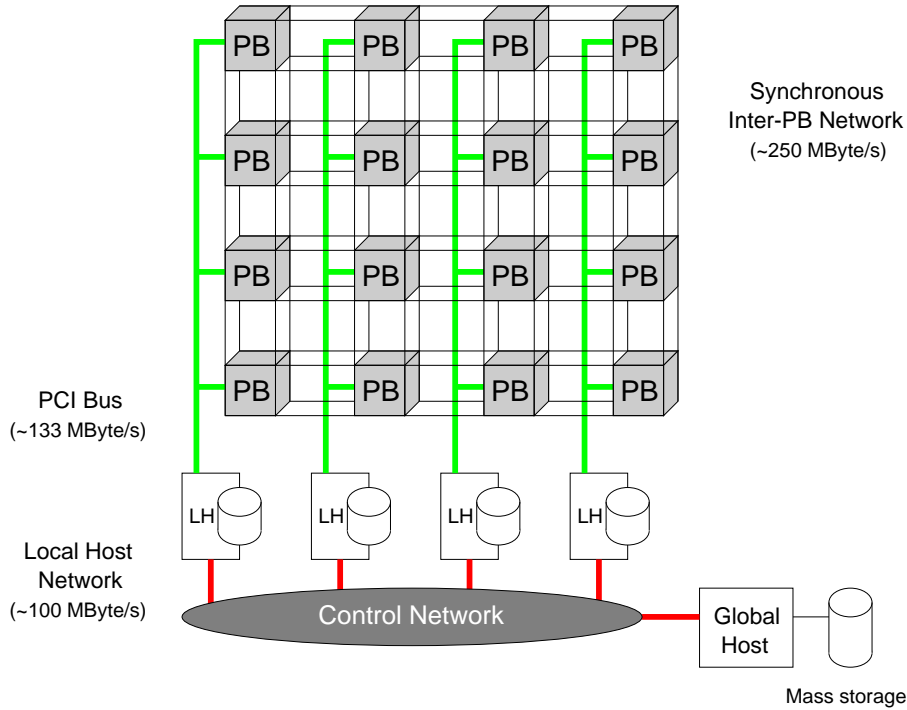 PB PB PB PB
Synchronous
Inter-PB Network
(~250 MByte/s)
PB PB PB PB
PB PB PB PB
PB PB PB PB
PCI Bus
(~133 MByte/s)
LH LH LH LH
Local Host
Network
(~100 MByte/s)
Control Network
Global
Host
Mass storage